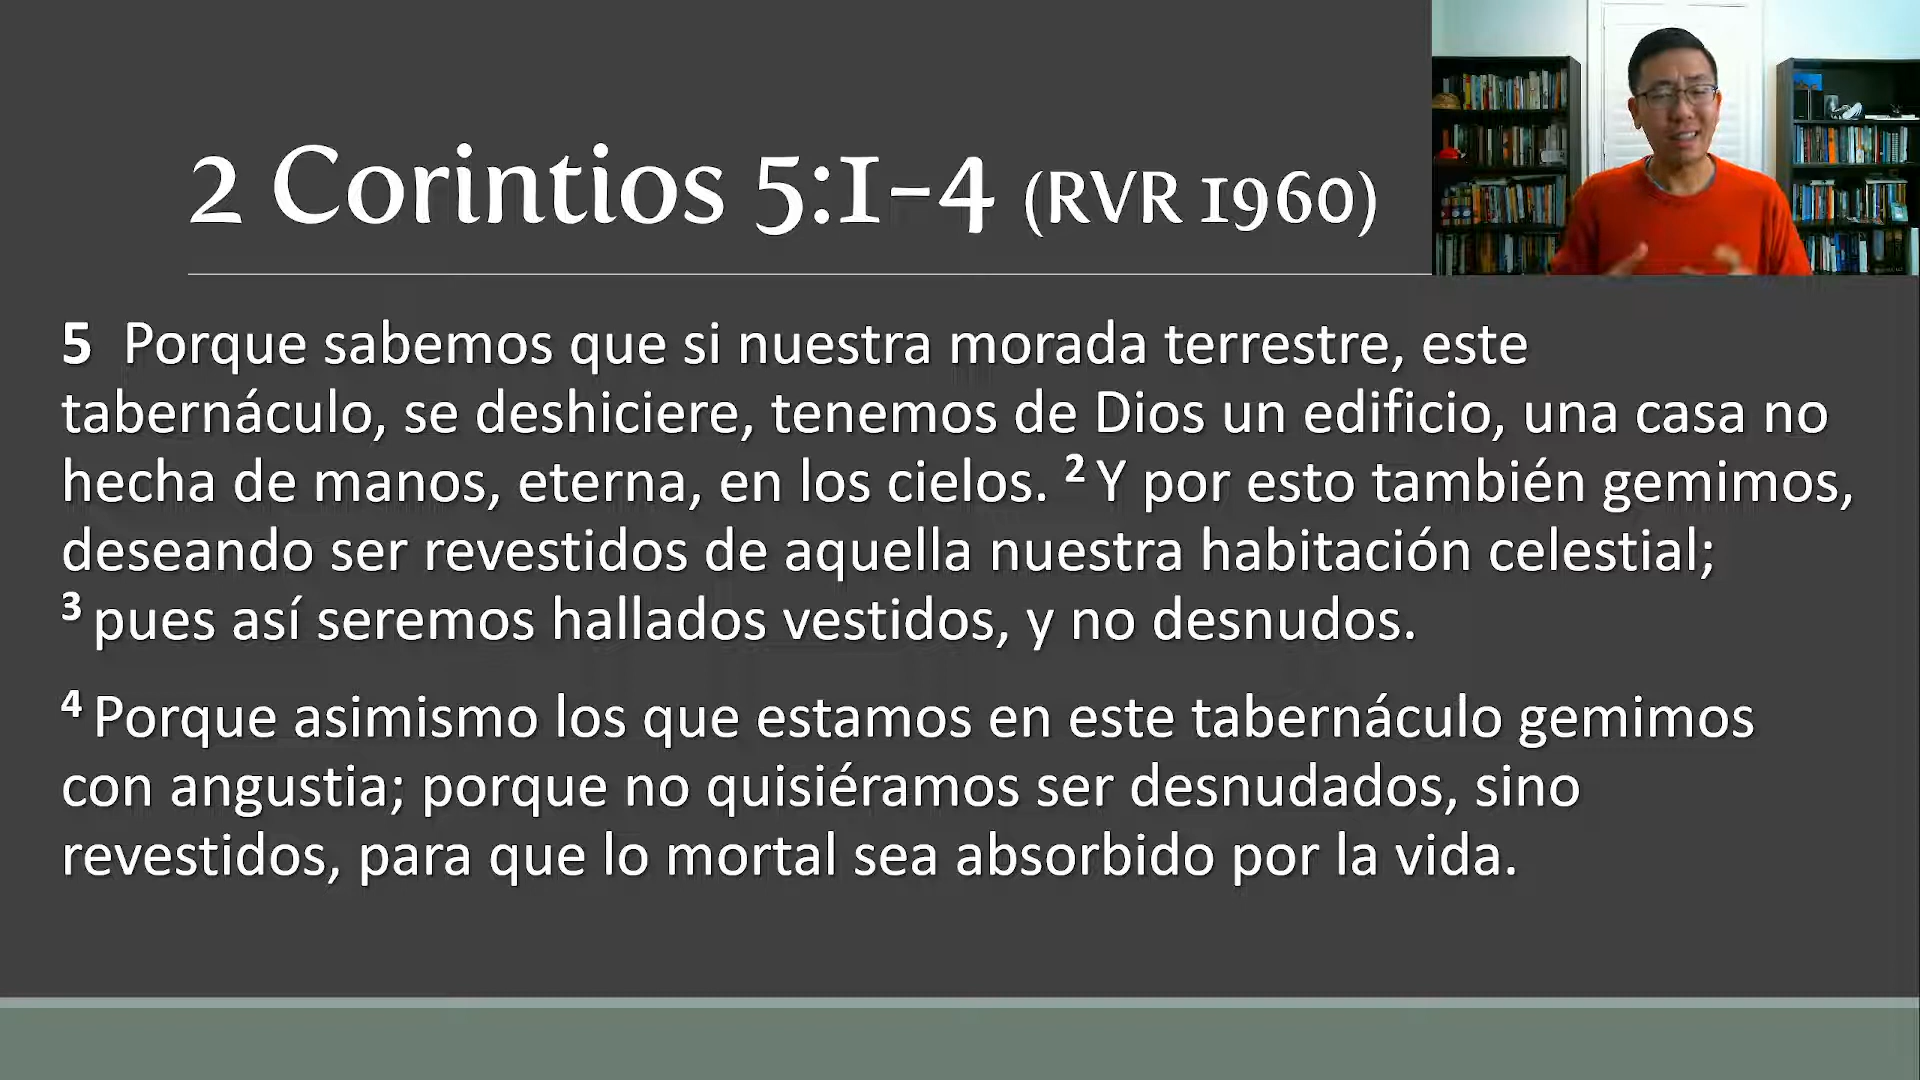 2 Corintios 5:1-4 (RVR 1960)
5 Porque sabemos que si nuestra morada terrestre, este
tabernáculo, se deshiciere, tenemos de Dios un edificio, una casa no
hecha de manos, eterna, en los cielos. 2 Y por esto también gemimos,
deseando ser revestidos de aquella nuestra habitación celestial;
3 pues así seremos hallados vestidos, y no desnudos.
4 Porque asimismo los que estamos en este tabernáculo gemimos
con angustia; porque no quisiéramos ser desnudados, sino
revestidos, para que lo mortal sea absorbido por la vida.